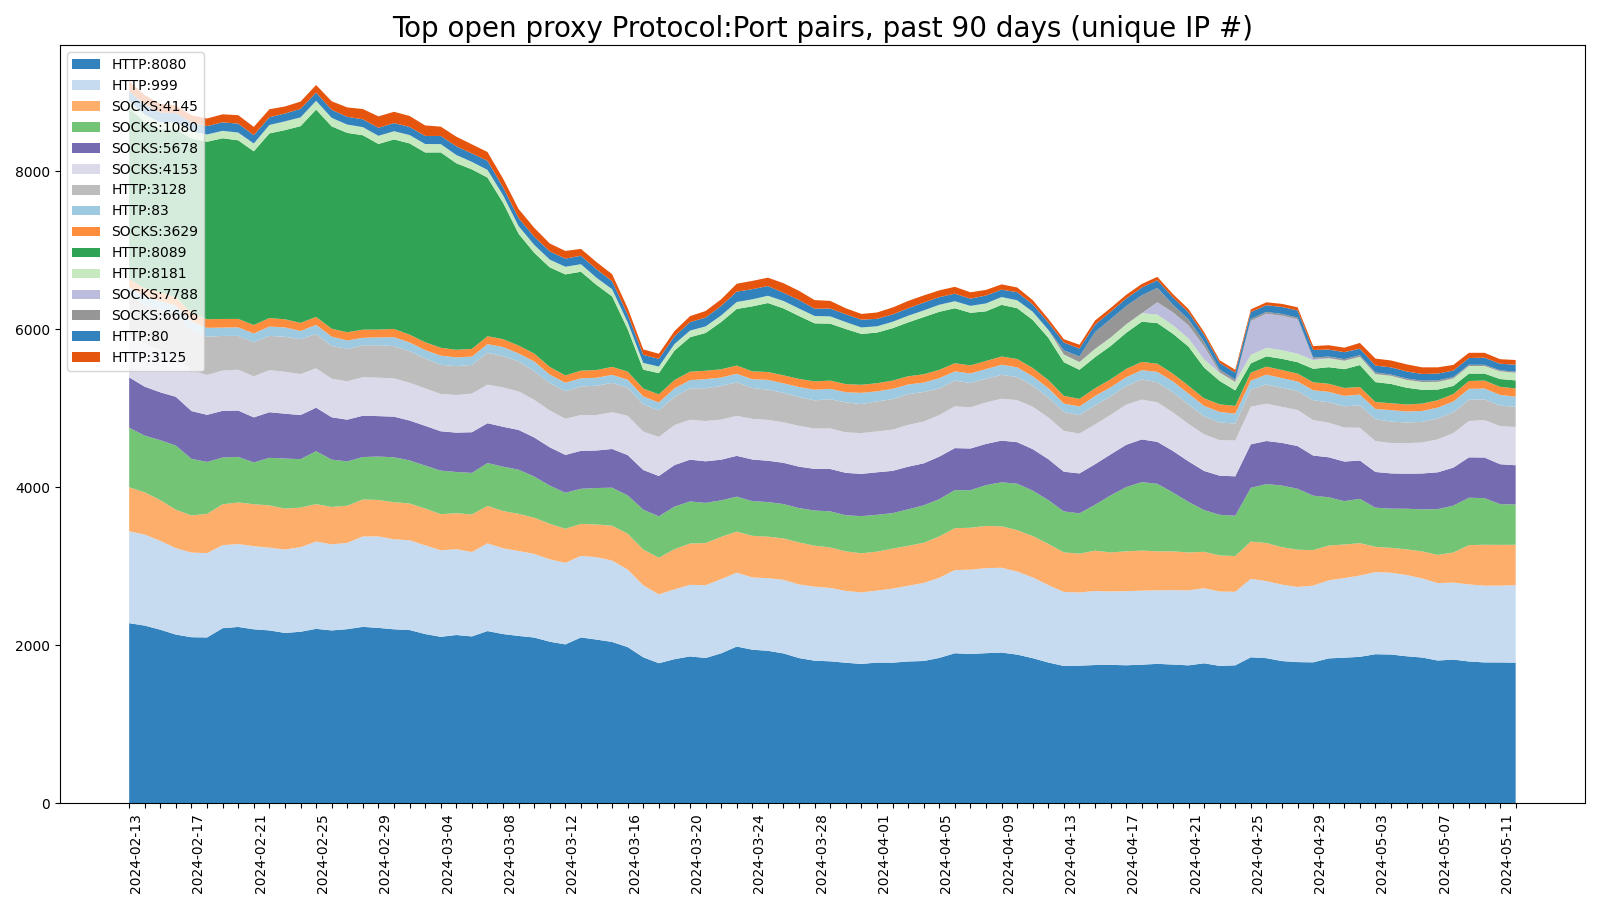 Top open proxy Protocol:Port pairs, past 90 days (unique IP #)
HTTP:8080
HTTP:999
SOCKS:4145
SOCKS:1080
SOCKS:5678
SOCKS:4153
HTTP:3128
HTTP:83
SOCKS:3629
HTTP:8089
HTTP:8181
SOCKS:7788
SOCKS:6666
HTTP:80
HTTP:3125
8000
6000
4000
2000
0
2024-02-13
2024-02-17
2024-02-21
2024-02-25
2024-02-29
2024-03-04
2024-03-08
2024-03-12
2024-03-16
2024-03-20
2024-03-24
2024-03-28
2024-04-01
2024-04-05
2024-04-09
2024-04-13
2024-04-17
2024-04-21
2024-04-25
2024-04-29
2024-05-03
2024-05-07
2024-05-11